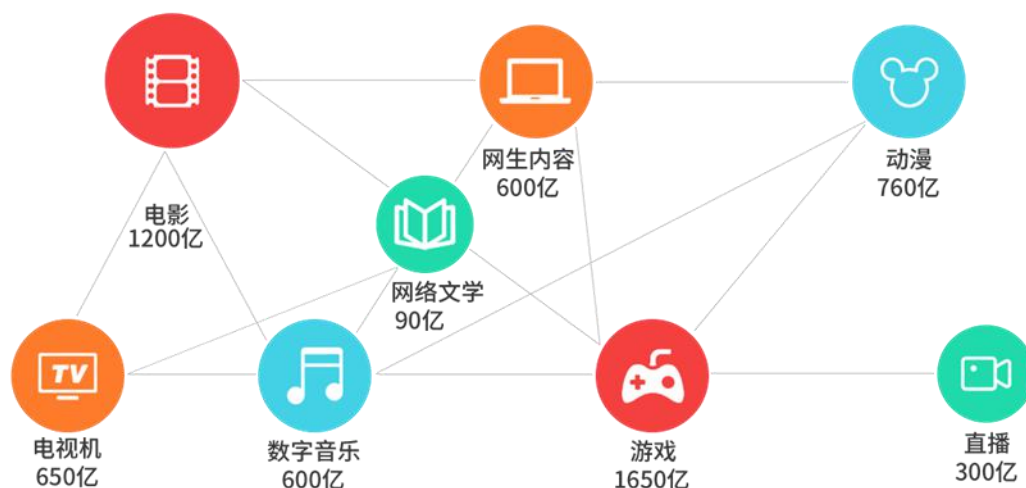 网生内容
600亿
动漫
760亿
电影
1200亿
网络文学
90亿
TV
电视机
650亿
数字音乐
600亿
游戏
1650亿
直播
300亿